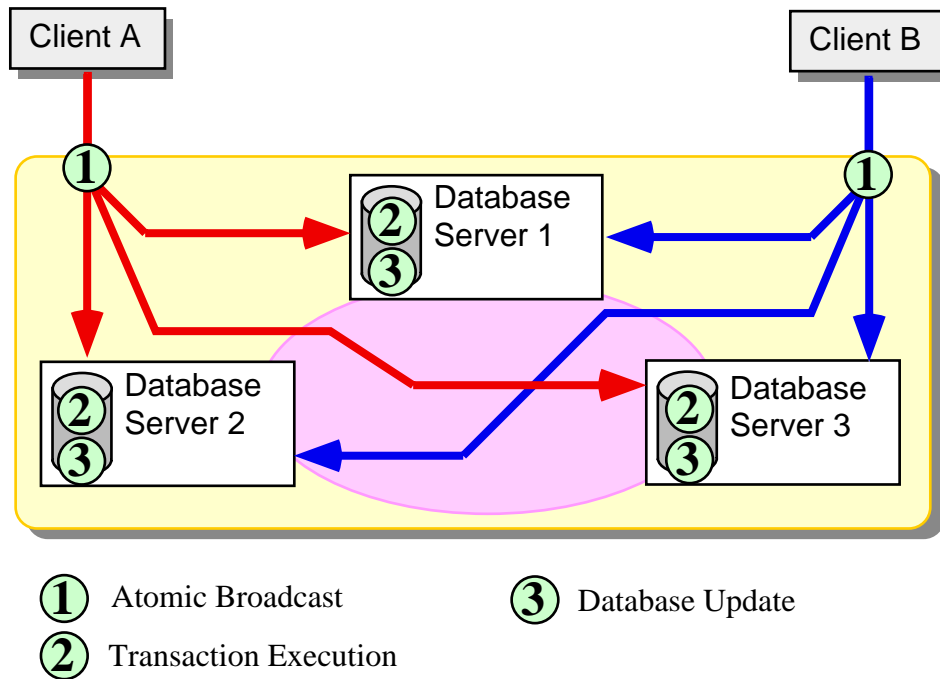 Client A
Client B
1
1
Database
Server 1
2
3
Database
Server 2
2
3
Database
Server 3
2
3
1 Atomic Broadcast
3 Database Update
2 Transaction Execution